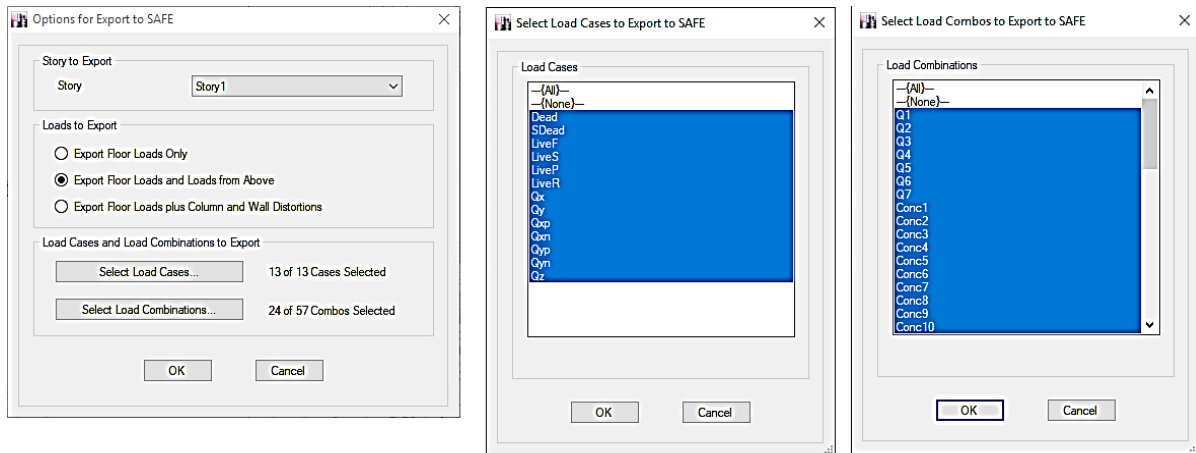 Options for Export to SAFE
Story to Export
Story
Story1
Loads to Export
Export Floor Loads Only
Export Floor Loads and Loads from Above
Export Floor Loads plus Column and Wall Distortions
Load Cases and Load Combinations to Export
Select Load Cases...
13 of 13 Cases Selected
Select Load Combinations...
24 of 57 Combos Selected
OK
Cancel
Select Load Cases to Export to SAFE
Load Cases
---{All}---
---{None}---
Dead
SDead
LiveF
LiveS
LiveP
LiveR
Qx
Qy
Qxp
Qxn
Qyp
Qyn
Qz
OK
Cancel
Select Load Combos to Export to SAFE
Load Combinations
---{All}---
---{None}---
Q1
Q2
Q3
Q4
Q5
Q6
Q7
Conc1
Conc2
Conc3
Conc4
Conc5
Conc6
Conc7
Conc8
Conc9
Conc10
OK
Cancel